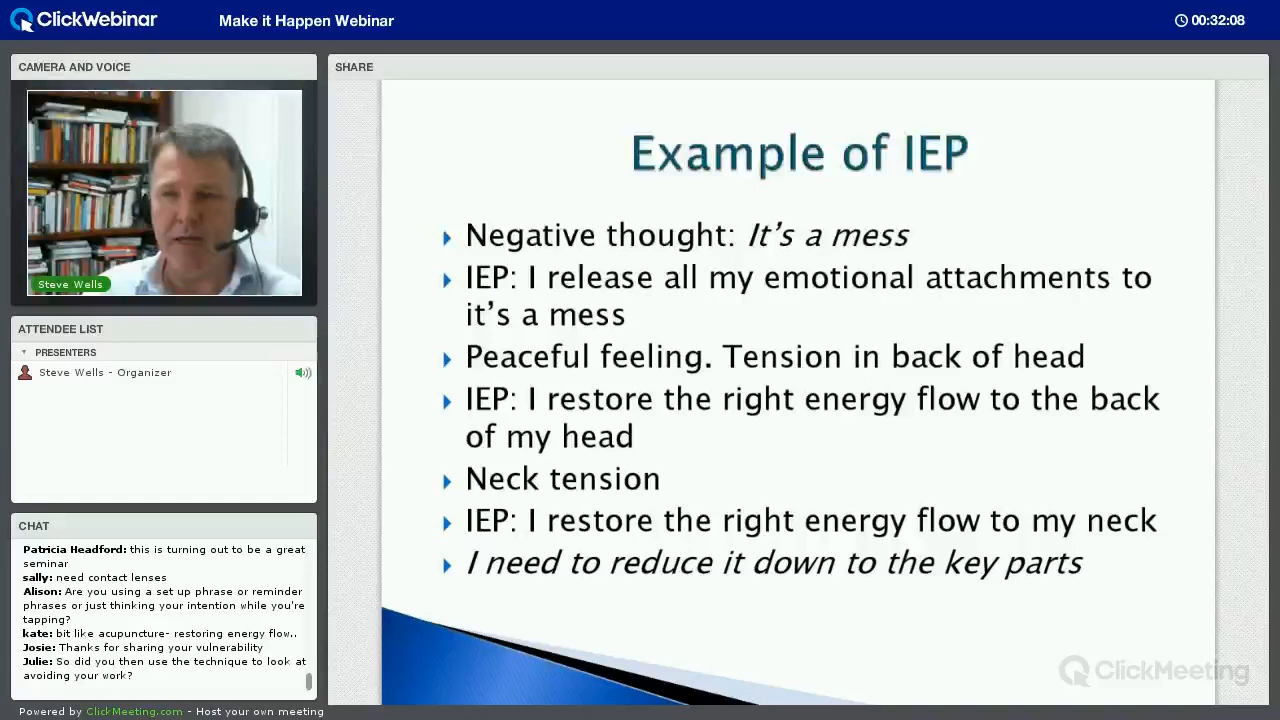 ClickWebinar
Make it Happen Webinar
00:32:08
CAMERA AND VOICE
Steve Wells
ATTENDEE LIST
PRESENTERS
Steve Wells - Organizer
CHAT
Patricia Headford: this is turning out to be a great
seminar
sally: need contact lenses
Alison: Are you using a set up phrase or reminder
phrases or just thinking your intention while you're
tapping?
kate: bit like acupuncture- restoring energy flow..
Josie: Thanks for sharing your vulnerability
Julie: So did you then use the technique to look at
avoiding your work?
SHARE
Example of IEP
Negative thought: It's a mess
IEP: I release all my emotional attachments to
it's a mess
Peaceful feeling. Tension in back of head
IEP: I restore the right energy flow to the back
of my head
Neck tension
IEP: I restore the right energy flow to my neck
I need to reduce it down to the key parts
ClickMeeting
Powered by ClickMeeting.com - Host your own meeting